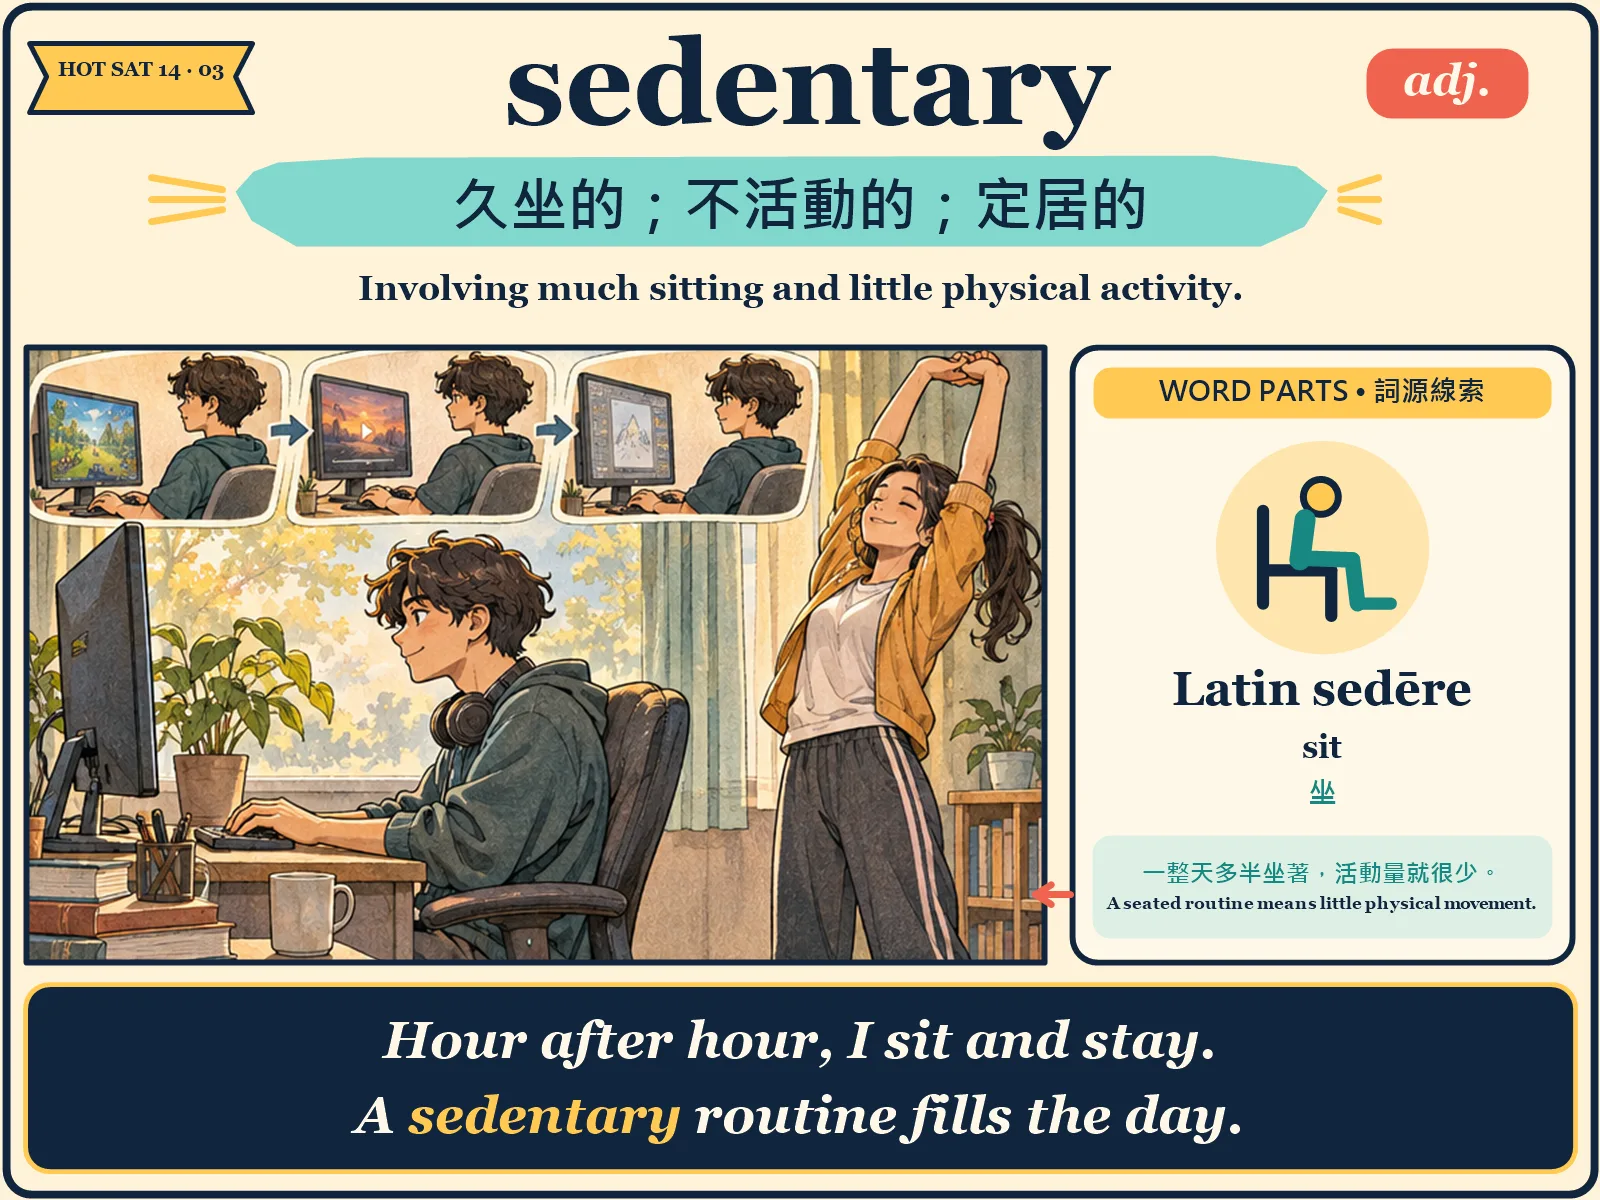 HOT SAT 14 · 03
sedentary
adj.
久坐的；不活動的；定居的
Involving much sitting and little physical activity.
WORD PARTS • 詞源線索
Latin sedēre
sit
坐
一整天多半坐著，活動量就很少。
A seated routine means little physical movement.
Hour after hour, I sit and stay.
A sedentary routine fills the day.